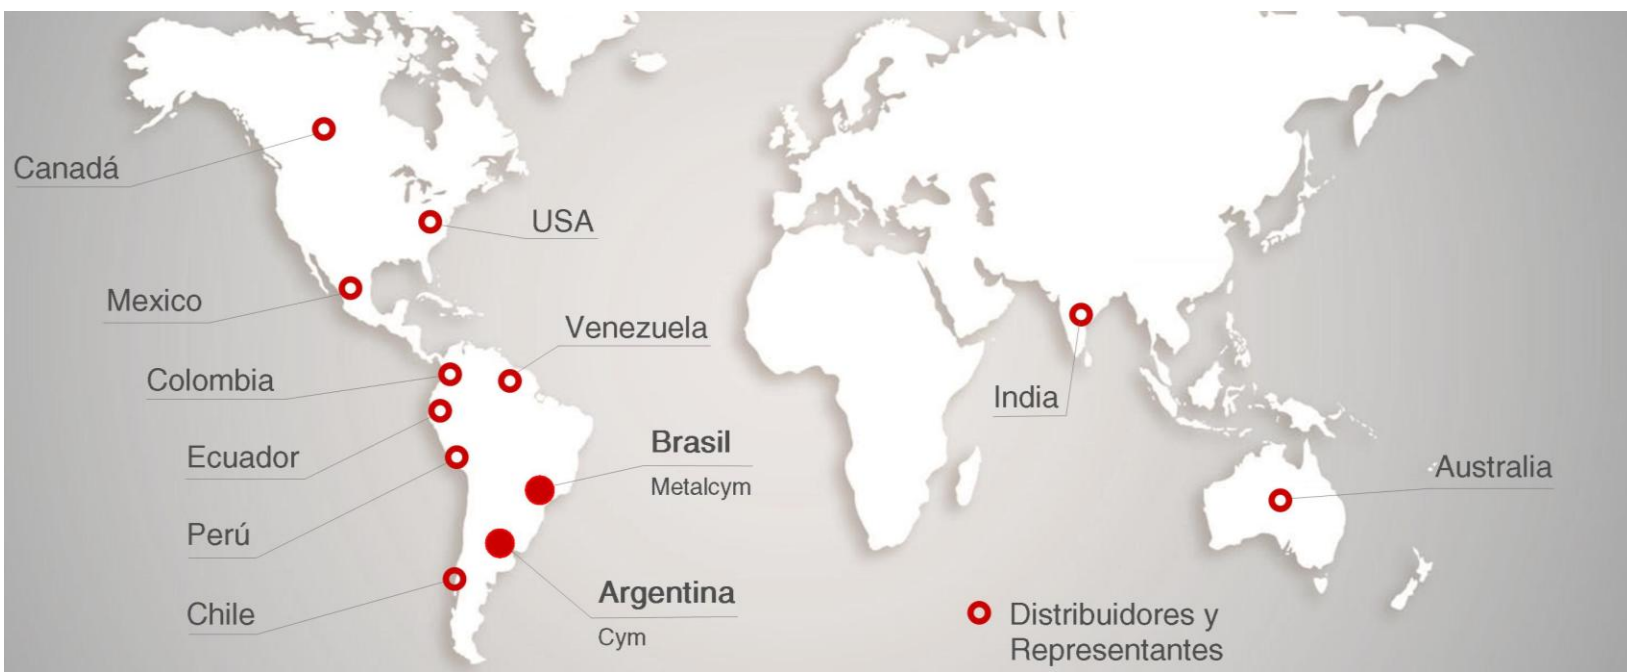 Canadá
USA
Mexico
Venezuela
Colombia
India
Ecuador
Brasil
Metalcym
Australia
Perú
Argentina
Cym
Chile
Distribuidores y
Representantes